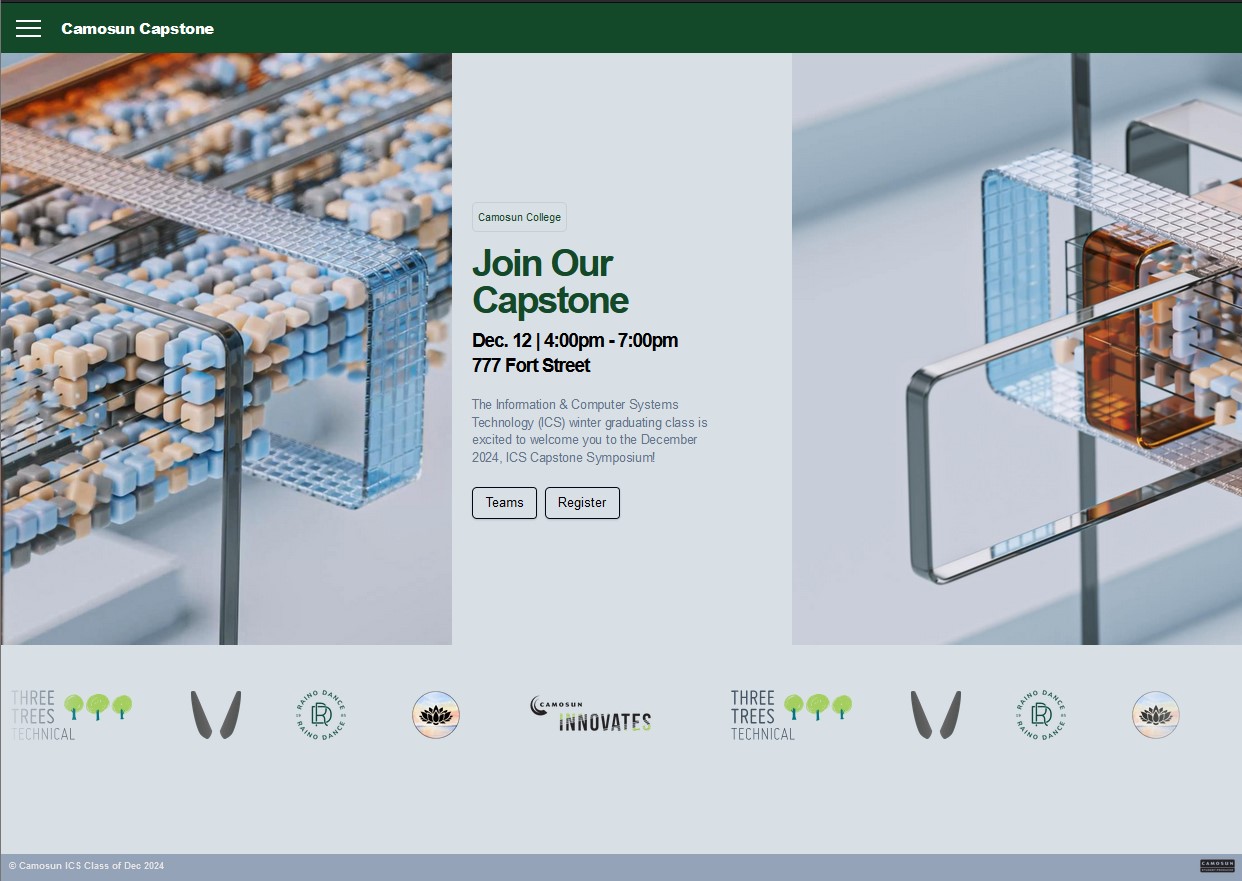 Camosun Capstone
Camosun College
Join Our
Capstone
Dec. 12 | 4:00pm - 7:00pm
777 Fort Street
The Information & Computer Systems
Technology (ICS) winter graduating class is
excited to welcome you to the December
2024, ICS Capstone Symposium!
Teams Register
THREE
TREES
TECHNICAL
RAINO DANCE
RAINO DANCE
CAMOSUN
INNOVATES
THREE
TREES
TECHNICAL
RAINO DANCE
RAINO DANCE
© Camosun ICS Class of Dec 2024
CAMOSUN